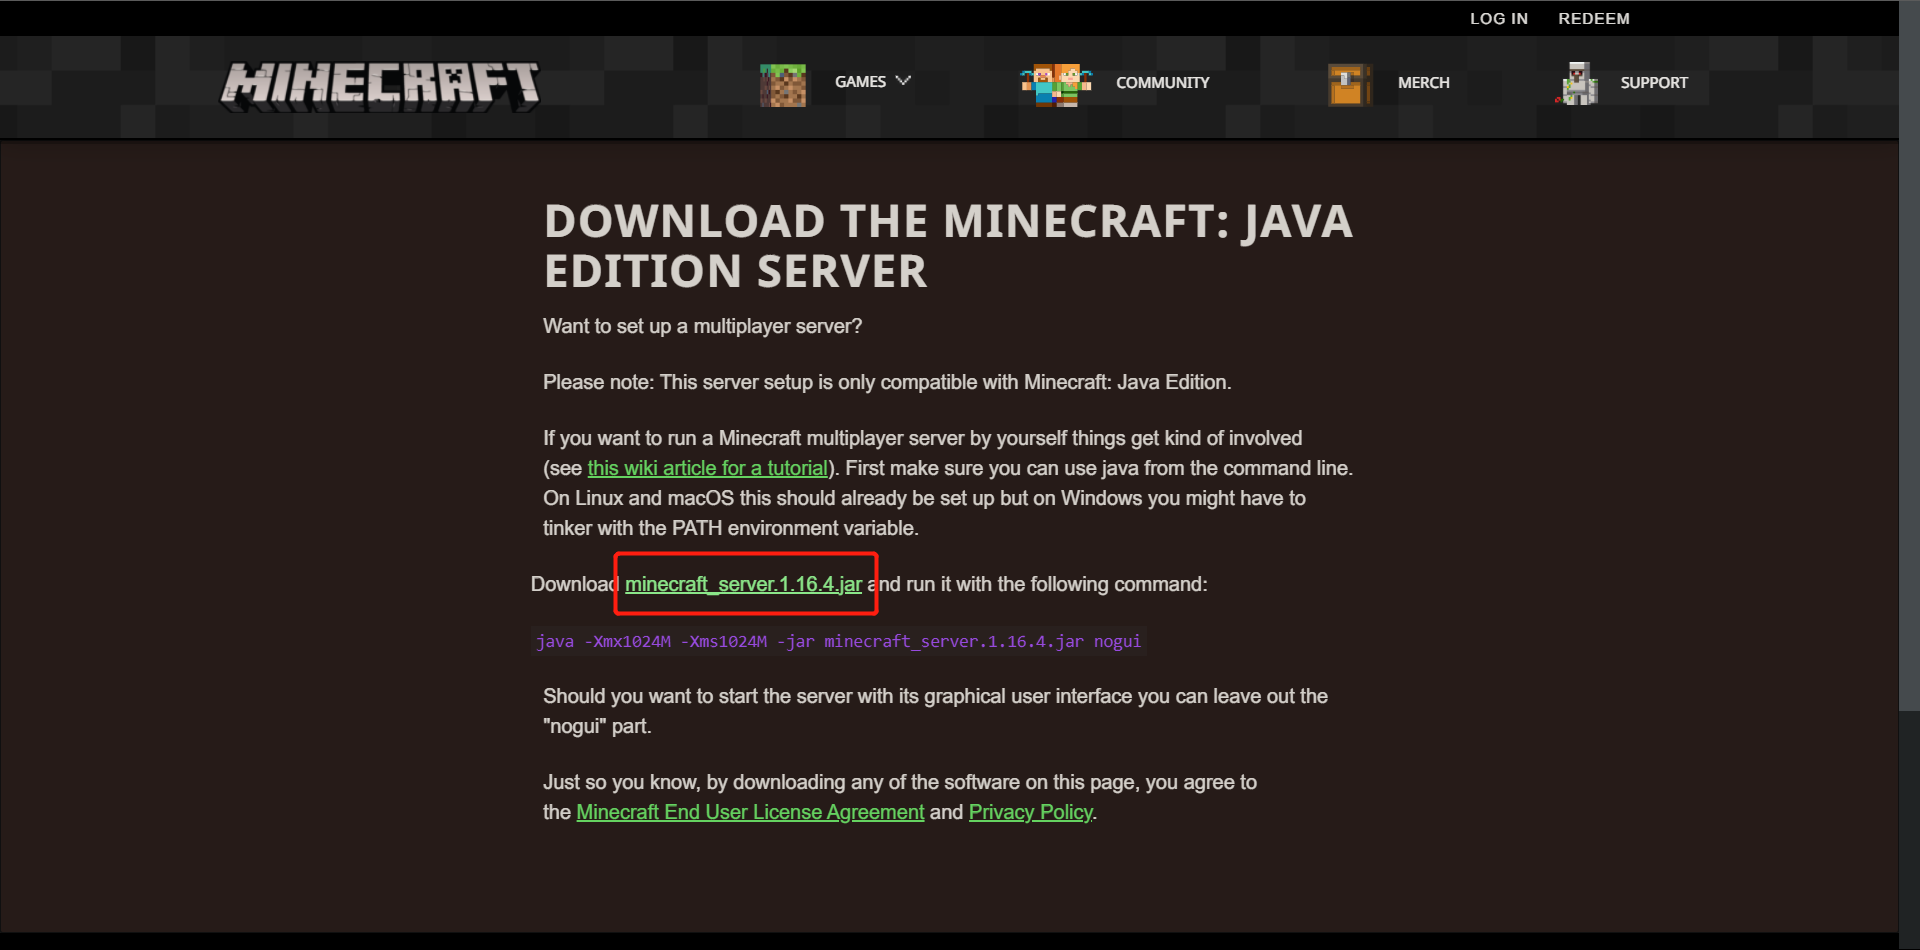 LOG IN REDEEM
MINECRAFT GAMES COMMUNITY MERCH SUPPORT
DOWNLOAD THE MINECRAFT: JAVA
EDITION SERVER
Want to set up a multiplayer server?
Please note: This server setup is only compatible with Minecraft: Java Edition.
If you want to run a Minecraft multiplayer server by yourself things get kind of involved
(see this wiki article for a tutorial). First make sure you can use java from the command line.
On Linux and macOS this should already be set up but on Windows you might have to
tinker with the PATH environment variable.
Download minecraft_server.1.16.4.jar and run it with the following command:
java -Xmx1024M -Xms1024M -jar minecraft_server.1.16.4.jar nogui
Should you want to start the server with its graphical user interface you can leave out the
"nogui" part.
Just so you know, by downloading any of the software on this page, you agree to
the Minecraft End User License Agreement and Privacy Policy.